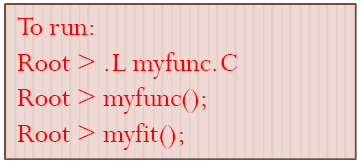 To run:
Root > .L myfunc.C
Root > myfunc();
Root > myfit();